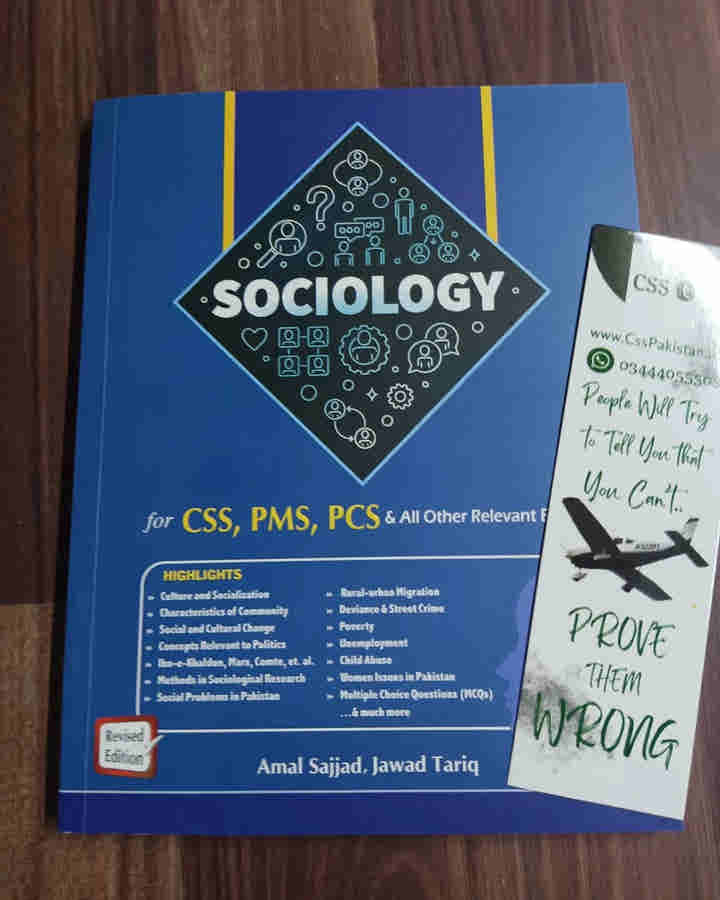 SOCIOLOGY
for CSS, PMS, PCS & All Other Relevant
HIGHLIGHTS
» Culture and Socialization
» Characteristics of Community
» Social and Cultural Change
» Concepts Relevant to Politics
» Ibn-e-Khaldun, Marx, Comte, et. al.
» Methods in Sociological Research
» Social Problems in Pakistan
» Rural-urban Migration
» Deviance & Street Crime
» Poverty
» Unemployment
» Child Abuse
» Women Issues in Pakistan
» Multiple Choice Questions (MCQs)
...& much more
Revised
Edition
Amal Sajjad, Jawad Tariq
CSS
www.CssPakistan
People Will Try
to Tell You that
You Can't..
PROVE
THEM
WRONG